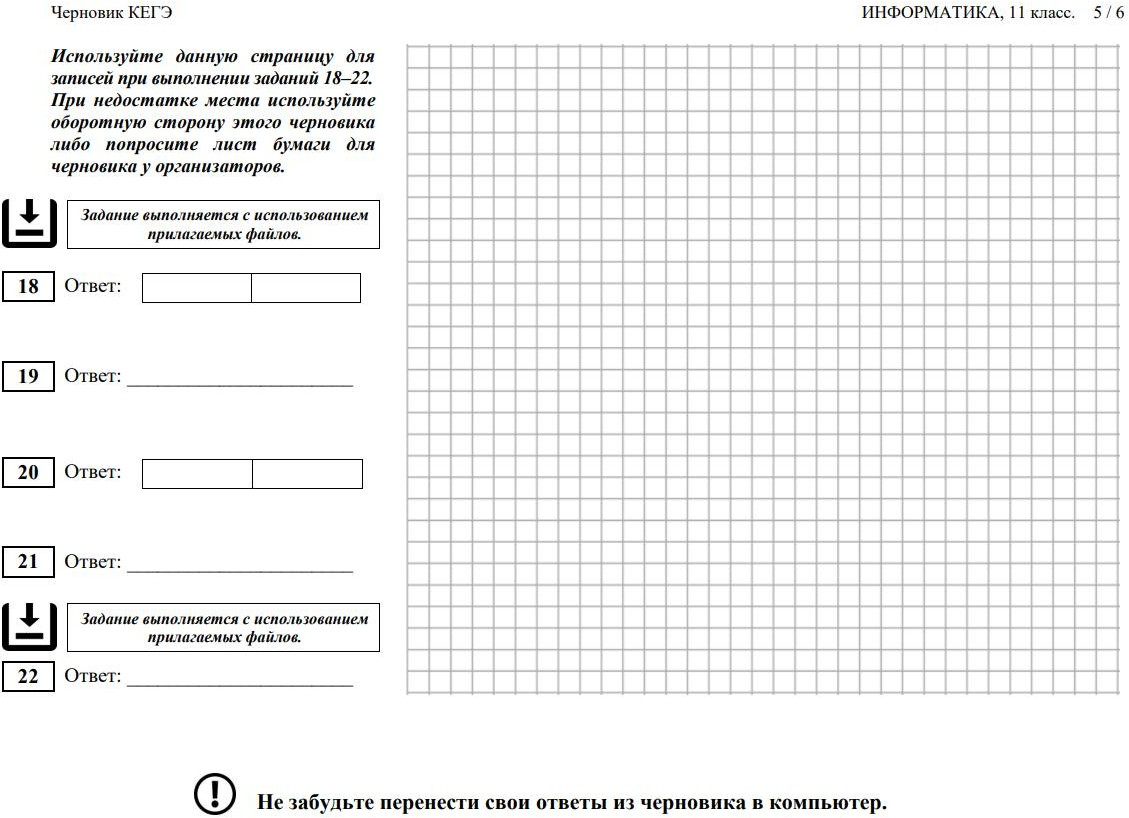 Черновик КЕГЭ
ИНФОРМАТИКА, 11 класс. 5 / 6
Используйте данную страницу для
записей при выполнении заданий 18–22.
При недостатке места используйте
оборотную сторону этого черновика
либо попросите лист бумаги для
черновика у организаторов.
Задание выполняется с использованием
прилагаемых файлов.
18 Ответ:
19 Ответ: ______________________
20 Ответ:
21 Ответ: ______________________
Задание выполняется с использованием
прилагаемых файлов.
22 Ответ: ______________________
Не забудьте перенести свои ответы из черновика в компьютер.